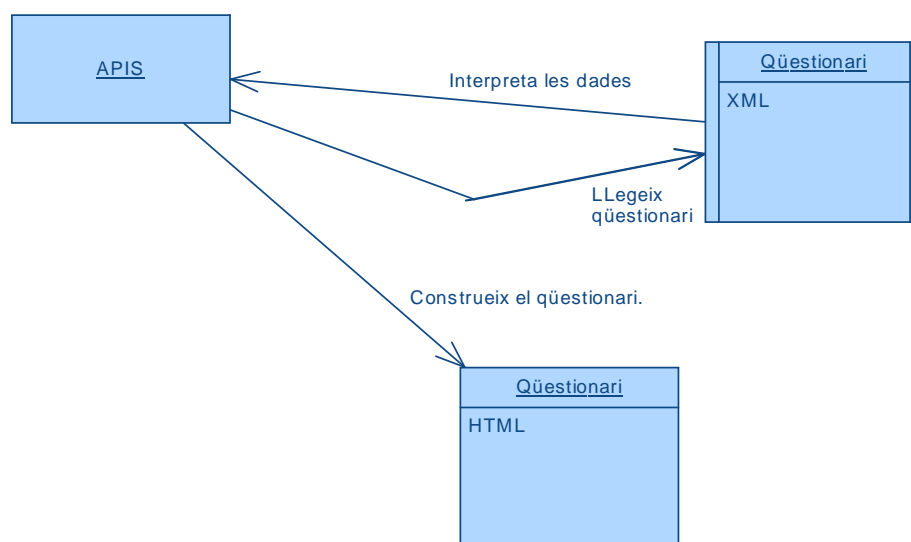 APIS
Interpreta les dades
Qüestionari
XML
LLegeix
qüestionari
Construeix el qüestionari.
Qüestionari
HTML